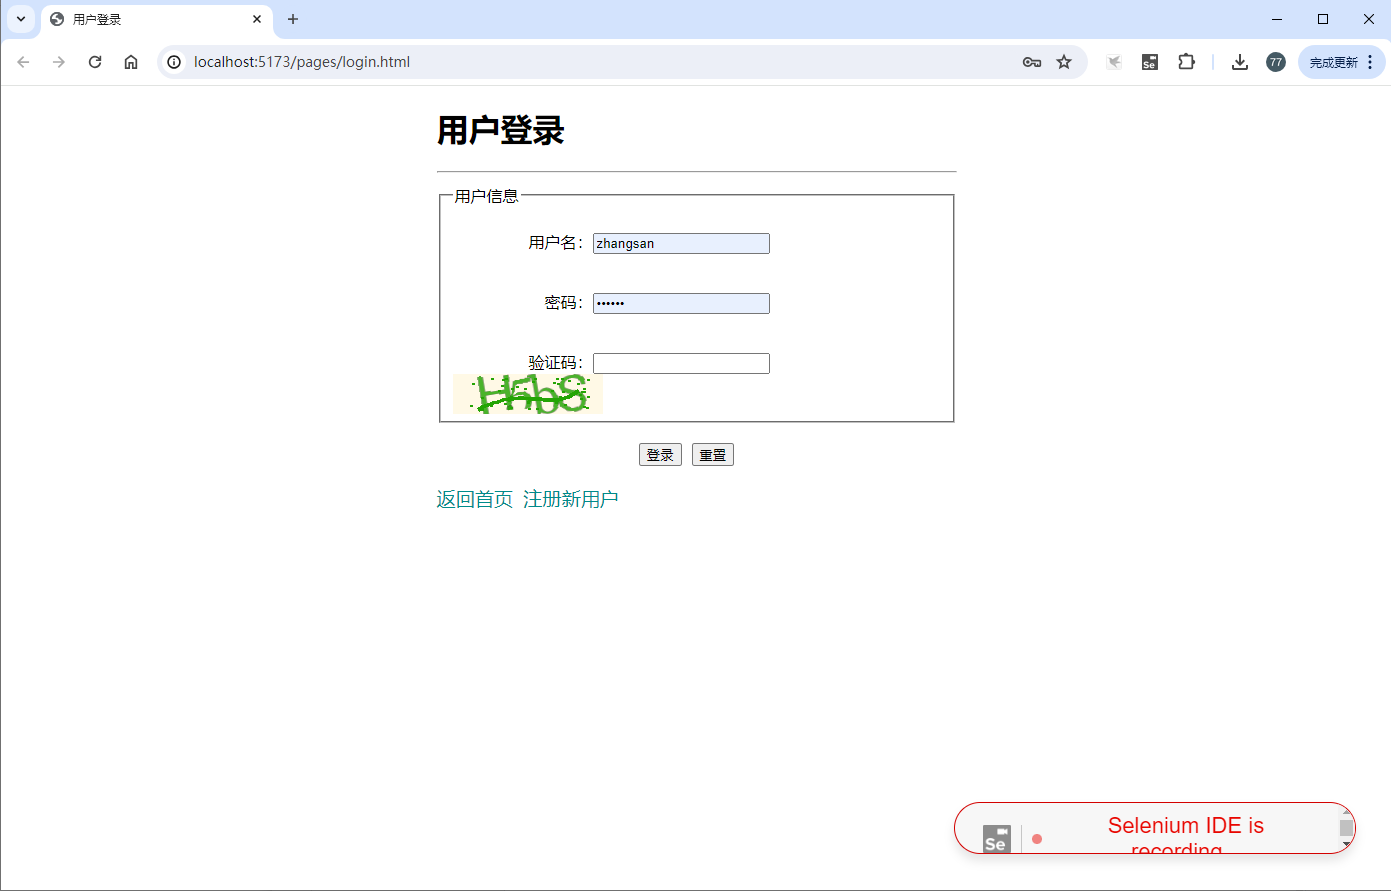 用户登录
localhost:5173/pages/login.html
77
完成更新
用户登录
用户信息
用户名：
zhangsan
密码：
••••••
验证码：
登录
重置
返回首页 注册新用户
Se
Selenium IDE is
recording